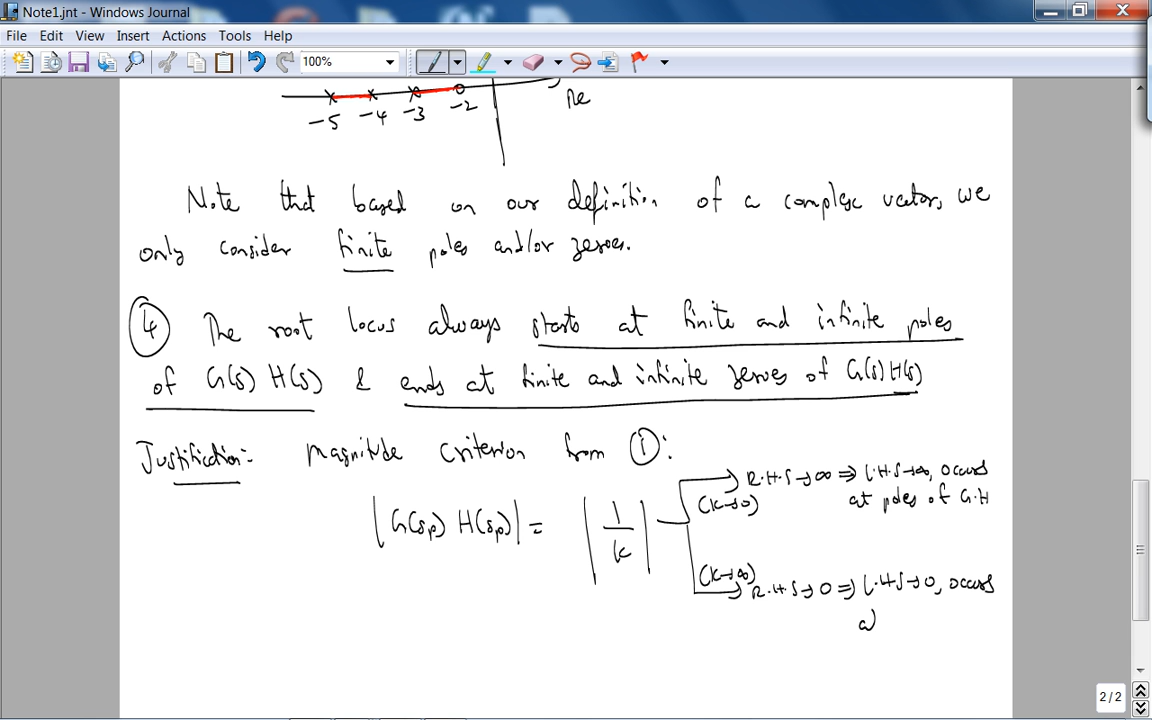 Note1.jnt - Windows Journal
File Edit View Insert Actions Tools Help
100%
-5 -4 -3 -2 Re
Note that based on our definition of a complex vector, we
only consider finite poles and/or zeroes.
④ The root locus always starts at finite and infinite poles
of G(s) H(s) & ends at finite and infinite zeroes of G(s) H(s)
Justification:- Magnitude criterion from ①:
R.H.S→∞ ⇒ L.H.S→∞, occurs
(K→0) at poles of G.H
|G(sp) H(sp)| = |1/K|
(K→∞)
R.H.S→0 ⇒ L.H.S→0, occurs
a
2/2